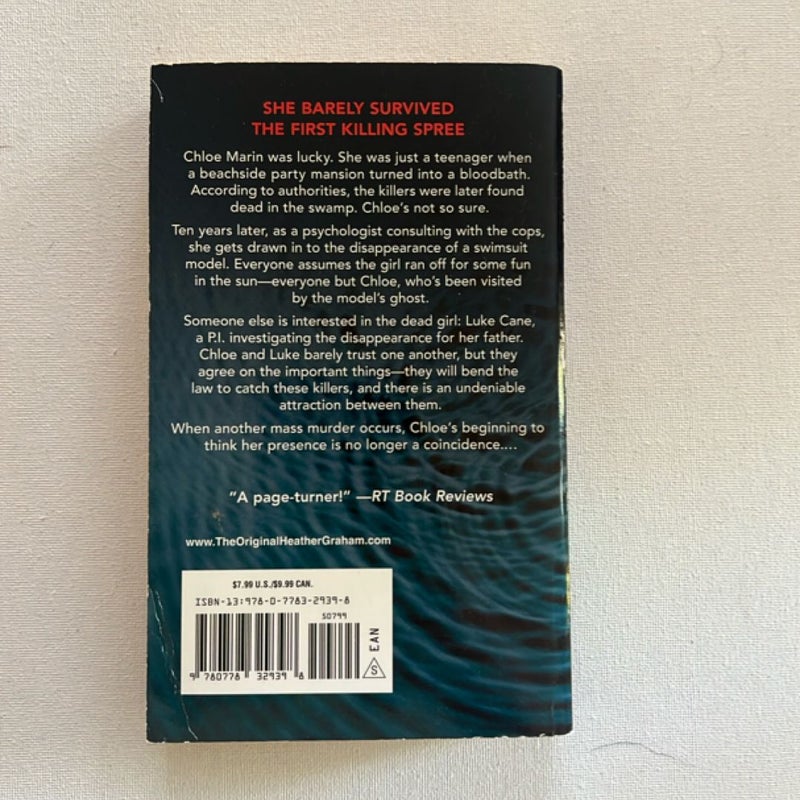 SHE BARELY SURVIVED
THE FIRST KILLING SPREE
Chloe Marin was lucky. She was just a teenager when
a beachside party mansion turned into a bloodbath.
According to authorities, the killers were later found
dead in the swamp. Chloe's not so sure.
Ten years later, as a psychologist consulting with the cops,
she gets drawn in to the disappearance of a swimsuit
model. Everyone assumes the girl ran off for some fun
in the sun—everyone but Chloe, who's been visited
by the model's ghost.
Someone else is interested in the dead girl: Luke Cane,
a P.I. investigating the disappearance for her father.
Chloe and Luke barely trust one another, but they
agree on the important things—they will bend the
law to catch these killers, and there is an undeniable
attraction between them.
When another mass murder occurs, Chloe's beginning to
think her presence is no longer a coincidence....
"A page-turner!" —RT Book Reviews
www.TheOriginalHeatherGraham.com
$7.99 U.S./$9.99 CAN.
ISBN-13:978-0-7783-2939-8
50799
EAN
S
9 780778 329398